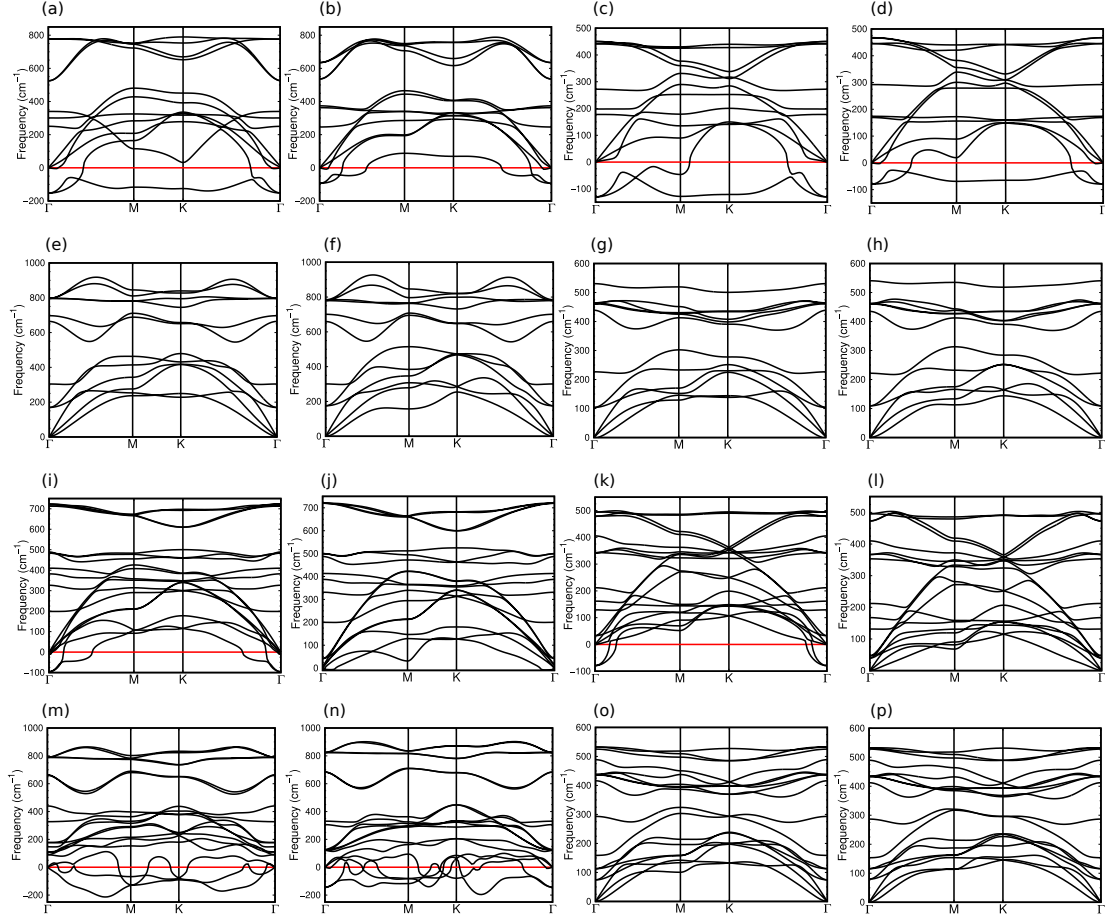 (a) (b) (c) (d)
800 600 400 200 0 −200 Frequency (cm−1) Γ M K Γ
800 600 400 200 0 −200 Frequency (cm−1) Γ M K Γ
500 400 300 200 100 0 −100 Frequency (cm−1) Γ M K Γ
500 400 300 200 100 0 −100 Frequency (cm−1) Γ M K Γ
(e) (f) (g) (h)
1000 800 600 400 200 0 Frequency (cm−1) Γ M K Γ
1000 800 600 400 200 0 Frequency (cm−1) Γ M K Γ
600 500 400 300 200 100 0 Frequency (cm−1) Γ M K Γ
600 500 400 300 200 100 0 Frequency (cm−1) Γ M K Γ
(i) (j) (k) (l)
700 600 500 400 300 200 100 0 −100 Frequency (cm−1) Γ M K Γ
700 600 500 400 300 200 100 0 Frequency (cm−1) Γ M K Γ
500 400 300 200 100 0 −100 Frequency (cm−1) Γ M K Γ
500 400 300 200 100 0 Frequency (cm−1) Γ M K Γ
(m) (n) (o) (p)
1000 800 600 400 200 0 −200 Frequency (cm−1) Γ M K Γ
1000 800 600 400 200 0 −200 Frequency (cm−1) Γ M K Γ
600 500 400 300 200 100 0 Frequency (cm−1) Γ M K Γ
600 500 400 300 200 100 0 Frequency (cm−1) Γ M K Γ